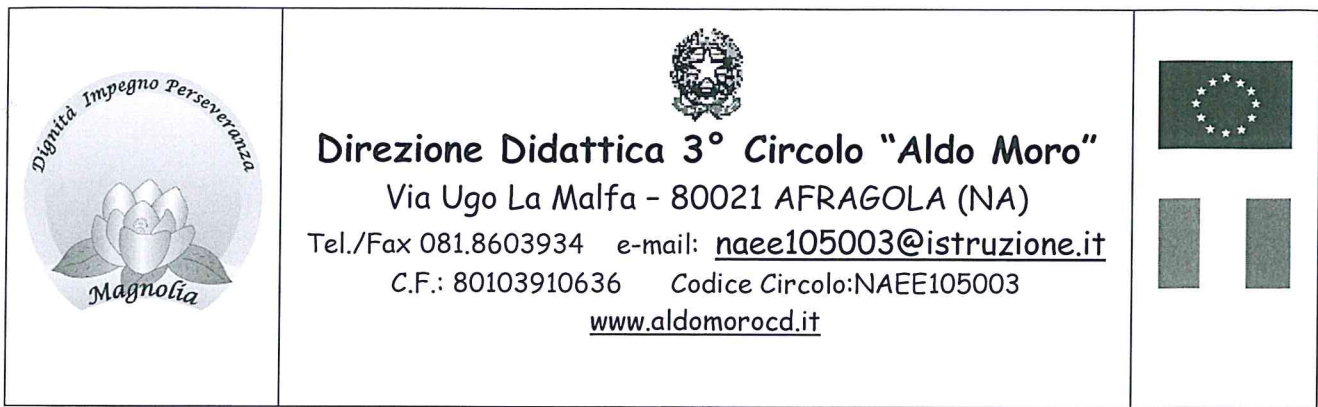 Dignità Impegno Perseveranza
Magnolia
Direzione Didattica 3° Circolo “Aldo Moro”
Via Ugo La Malfa – 80021 AFRAGOLA (NA)
Tel./Fax 081.8603934 e-mail: naee105003@istruzione.it
C.F.: 80103910636 Codice Circolo:NAEE105003
www.aldomorocd.it